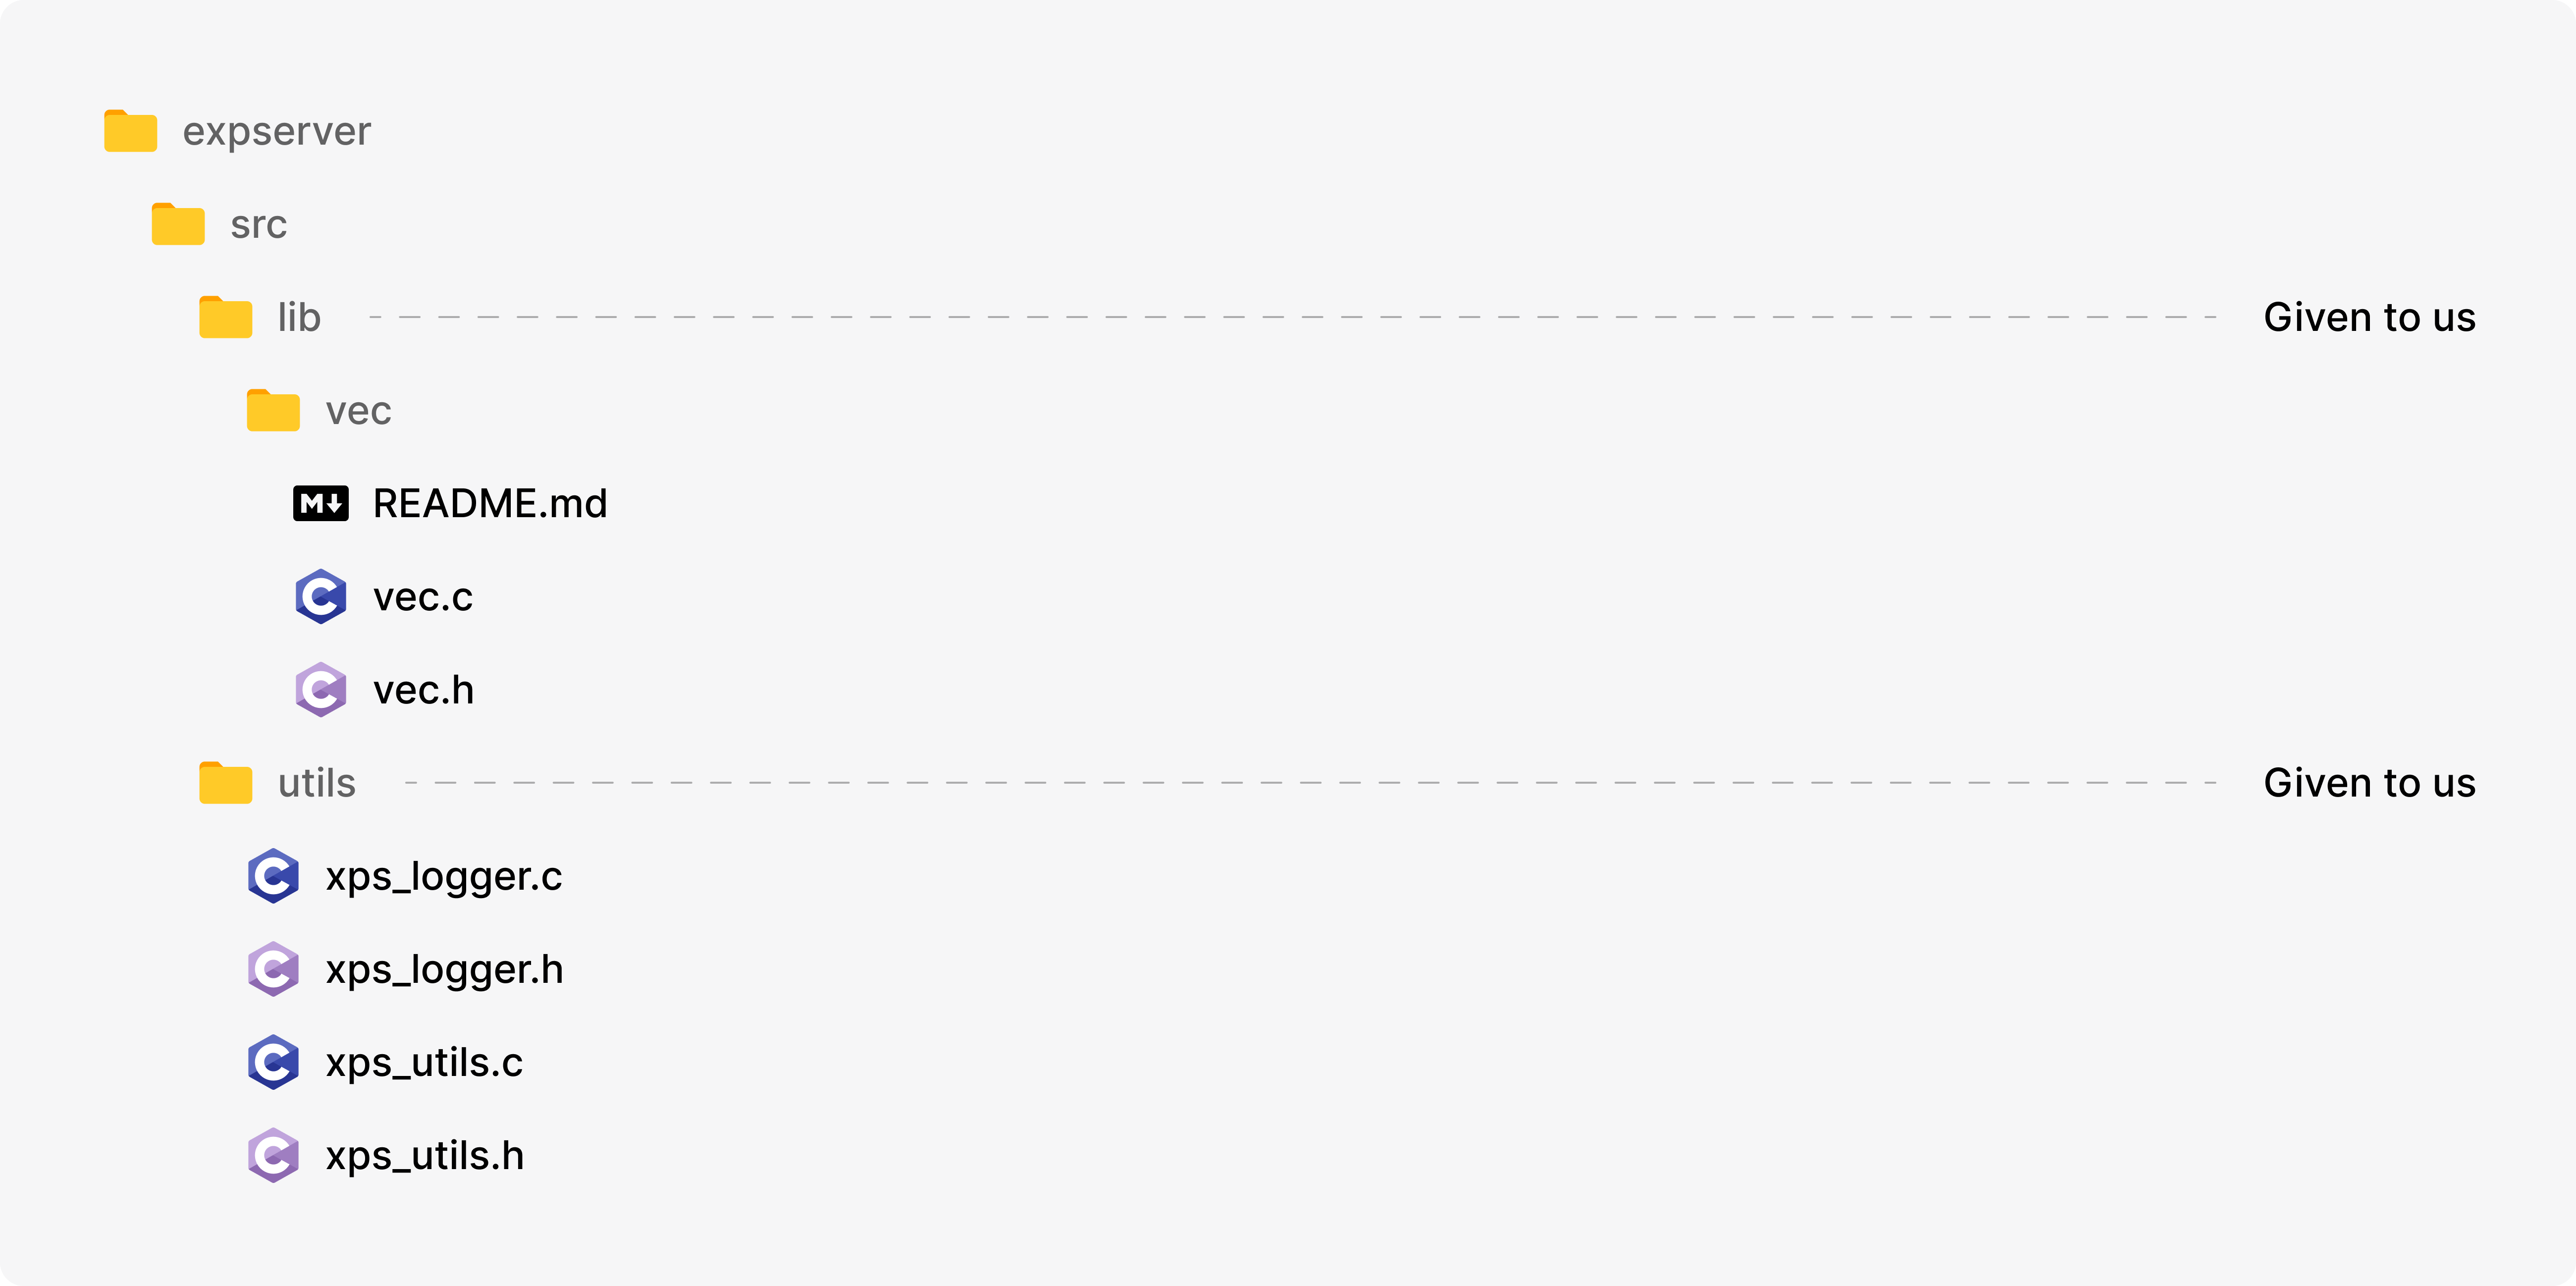 expserver
src
lib Given to us
vec
README.md
vec.c
vec.h
utils Given to us
xps_logger.c
xps_logger.h
xps_utils.c
xps_utils.h